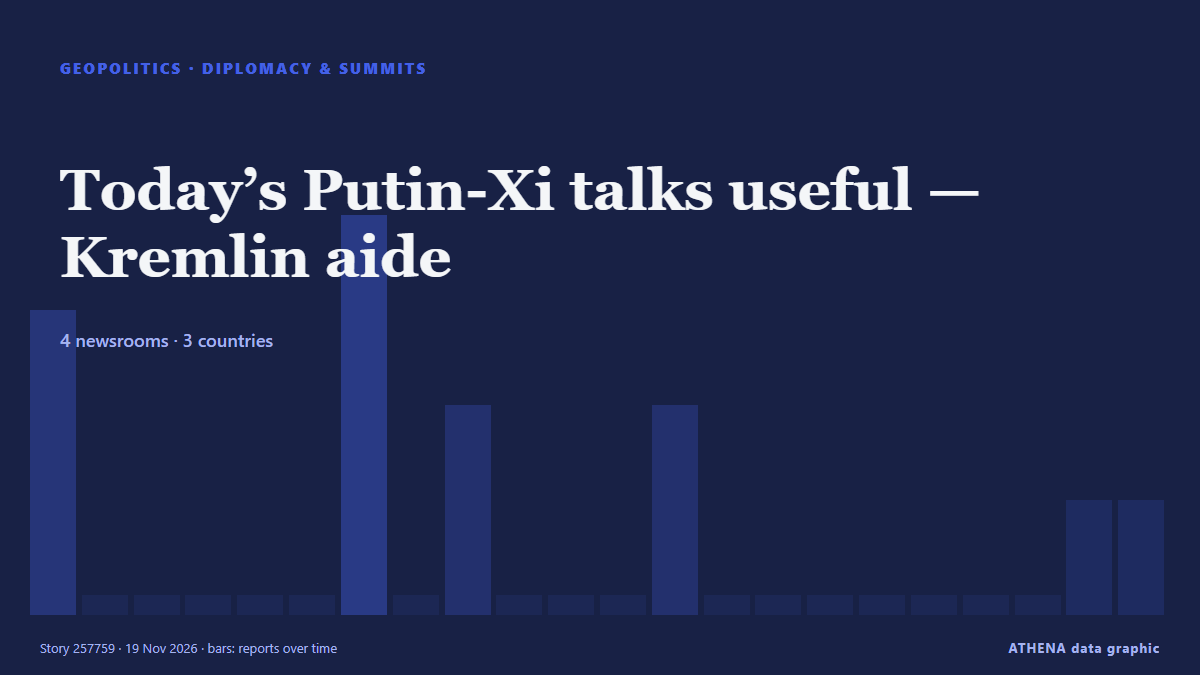 GEOPOLITICS · DIPLOMACY & SUMMITS
Today’s Putin-Xi talks useful —
Kremlin aide
4 newsrooms · 3 countries
Story 257759 · 19 Nov 2026 · bars: reports over time
ATHENA data graphic